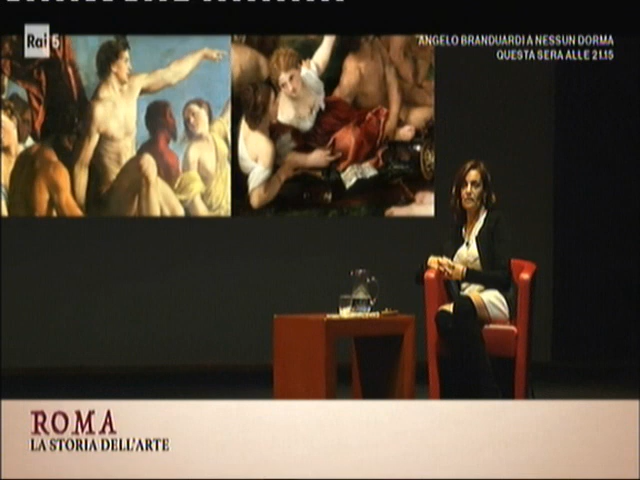 Rai 5
ANGELO BRANDUARDI A NESSUN DORMA
QUESTA SERA ALLE 21.15
ROMA
LA STORIA DELL'ARTE